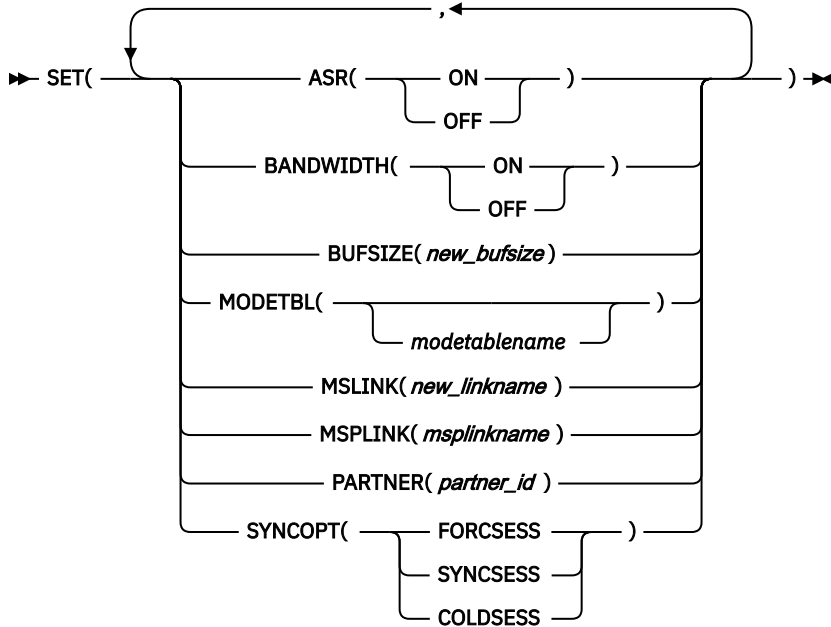 ,
SET( ASR( ON ) )
OFF
BANDWIDTH( ON )
OFF
BUFSIZE( new_bufsize )
MODETBL( )
modetablename
MSLINK( new_linkname )
MSPLINK( msplinkname )
PARTNER( partner_id )
SYNCOPT( FORCSESS )
SYNCSESS
COLDSESS